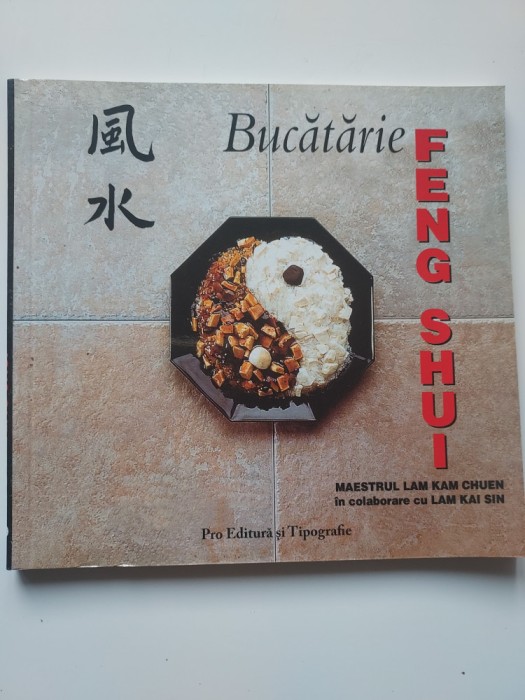 風
水
Bucătărie
FENG SHUI
MAESTRUL LAM KAM CHUEN
în colaborare cu LAM KAI SIN
Pro Editură și Tipografie